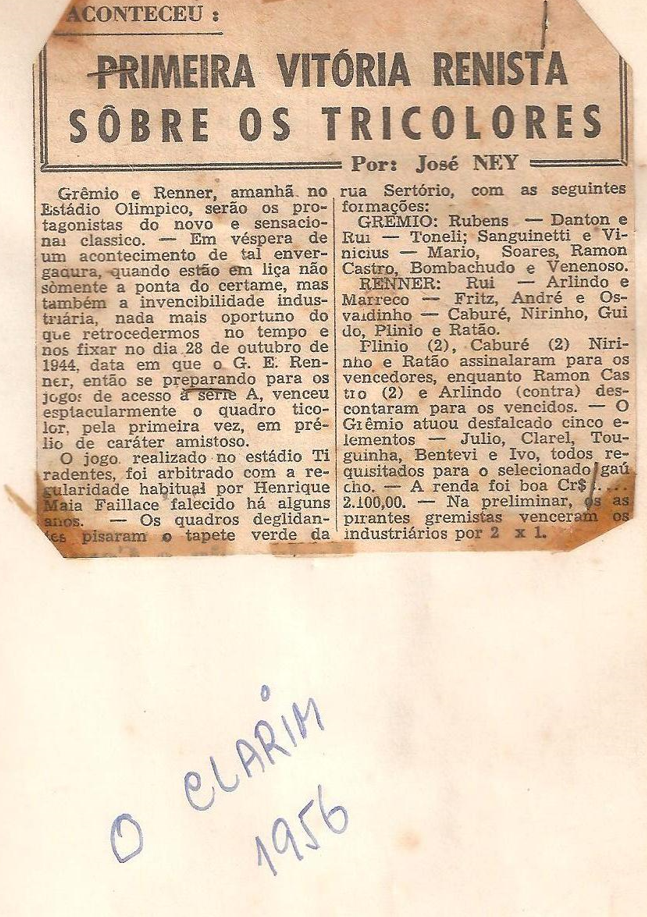 ACONTECEU :
PRIMEIRA VITÓRIA RENISTA
SÔBRE OS TRICOLORES
Por: José NEY
Grêmio e Renner, amanhã no
Estádio Olimpico, serão os pro-
tagonistas do novo e sensacio-
nal classico. — Em véspera de
um acontecimento de tal enver-
gadura, quando estão em liça não
sòmente a ponta do certame, mas
também a invencibilidade indus-
triária, nada mais oportuno do
que retrocedermos no tempo e
nos fixar no dia 28 de outubro de
1944, data em que o G. E. Ren-
ner, então se preparando para os
jogos de acesso à série A, venceu
esptacularmente o quadro tico-
lor, pela primeira vez, em pré-
lio de caráter amistoso.
O jogo realizado no estádio Ti
radentes, foi arbitrado com a re-
gularidade habitual por Henrique
Maia Faillace falecido há alguns
anos. — Os quadros deglidan-
tes pisaram o tapete verde da
rua Sertório, com as seguintes
formações:
GREMIO: Rubens — Danton e
Rui — Toneli; Sanguinetti e Vi-
nicius — Mario, Soares, Ramon
Castro, Bombachudo e Venenoso.
RENNER: Rui — Arlindo e
Marreco — Fritz, André e Os-
valdinho — Caburé, Nirinho, Gui
do, Plinio e Ratão.
Plinio (2), Caburé (2) Niri-
nho e Ratão assinalaram para os
vencedores, enquanto Ramon Cas
tro (2) e Arlindo (contra) des-
contaram para os vencidos. — O
Grêmio atuou desfalcado cinco e-
lementos — Julio, Clarel, Tou-
guinha, Bentevi e Ivo, todos re-
quisitados para o selecionado gaú
cho. — A renda foi boa Cr$ ....
2.100,00. — Na preliminar, os as
pirantes gremistas venceram os
industriários por 2 x 1.
O CLARIM
1956